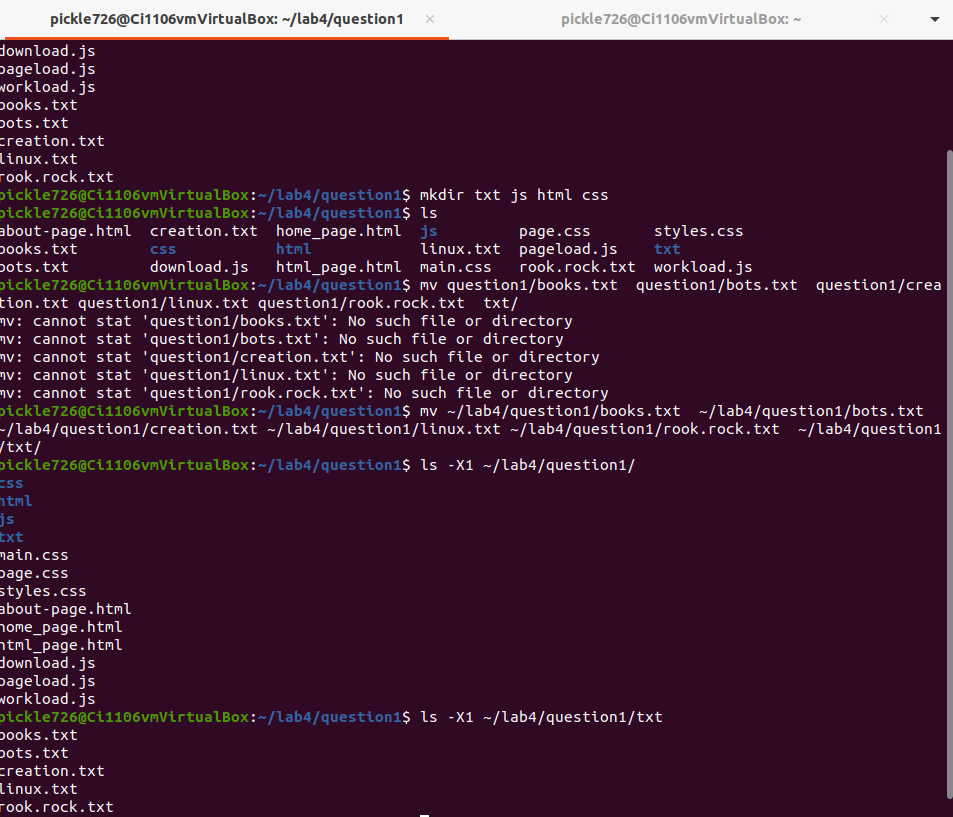 pickle726@Ci1106vmVirtualBox: ~/lab4/question1 × pickle726@Ci1106vmVirtualBox: ~ ×
download.js
pageload.js
workload.js
books.txt
bots.txt
creation.txt
linux.txt
rook.rock.txt
pickle726@Ci1106vmVirtualBox:~/lab4/question1$ mkdir txt js html css
pickle726@Ci1106vmVirtualBox:~/lab4/question1$ ls
about-page.html creation.txt home_page.html js page.css styles.css
books.txt css html linux.txt pageload.js txt
bots.txt download.js html_page.html main.css rook.rock.txt workload.js
pickle726@Ci1106vmVirtualBox:~/lab4/question1$ mv question1/books.txt  question1/bots.txt  question1/crea
tion.txt question1/linux.txt question1/rook.rock.txt  txt/
mv: cannot stat 'question1/books.txt': No such file or directory
mv: cannot stat 'question1/bots.txt': No such file or directory
mv: cannot stat 'question1/creation.txt': No such file or directory
mv: cannot stat 'question1/linux.txt': No such file or directory
mv: cannot stat 'question1/rook.rock.txt': No such file or directory
pickle726@Ci1106vmVirtualBox:~/lab4/question1$ mv ~/lab4/question1/books.txt  ~/lab4/question1/bots.txt
~/lab4/question1/creation.txt ~/lab4/question1/linux.txt ~/lab4/question1/rook.rock.txt  ~/lab4/question1
/txt/
pickle726@Ci1106vmVirtualBox:~/lab4/question1$ ls -X1 ~/lab4/question1/
css
html
js
txt
main.css
page.css
styles.css
about-page.html
home_page.html
html_page.html
download.js
pageload.js
workload.js
pickle726@Ci1106vmVirtualBox:~/lab4/question1$ ls -X1 ~/lab4/question1/txt
books.txt
bots.txt
creation.txt
linux.txt
rook.rock.txt